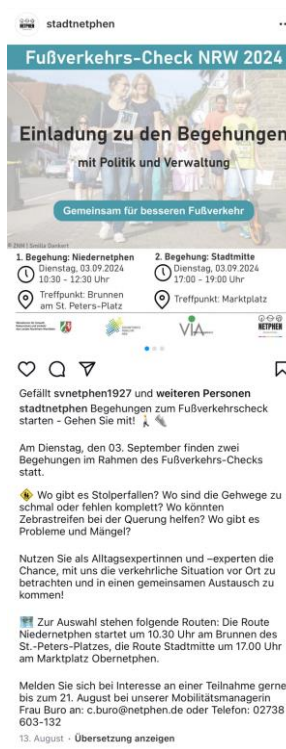 stadtnetphen
Fußverkehrs-Check NRW 2024
Einladung zu den Begehungen
mit Politik und Verwaltung
Gemeinsam für besseren Fußverkehr
1. Begehung: Niedernetphen
Dienstag, 03.09.2024
10:30 - 12:30 Uhr
Treffpunkt: Brunnen
am St. Peters-Platz
2. Begehung: Stadtmitte
Dienstag, 03.09.2024
17:00 - 19:00 Uhr
Treffpunkt: Marktplatz
VIA
NETPHEN
Gefällt svnetphen1927 und weiteren Personen
stadtnetphen Begehungen zum Fußverkehrscheck
starten - Gehen Sie mit!
Am Dienstag, den 03. September finden zwei
Begehungen im Rahmen des Fußverkehrs-Checks
statt.
Wo gibt es Stolperfallen? Wo sind die Gehwege zu
schmal oder fehlen komplett? Wo könnten
Zebrastreifen bei der Querung helfen? Wo gibt es
Probleme und Mängel?
Nutzen Sie als Alltagsexpertinnen und –experten die
Chance, mit uns die verkehrliche Situation vor Ort zu
betrachten und in einen gemeinsamen Austausch zu
kommen!
Zur Auswahl stehen folgende Routen: Die Route
Niedernetphen startet um 10.30 Uhr am Brunnen des
St.-Peters-Platzes, die Route Stadtmitte um 17.00 Uhr
am Marktplatz Obernetphen.
Melden Sie sich bei Interesse an einer Teilnahme gerne
bis zum 21. August bei unserer Mobilitätsmanagerin
Frau Buro an: c.buro@netphen.de oder Telefon: 02738
603-132
13. August · Übersetzung anzeigen